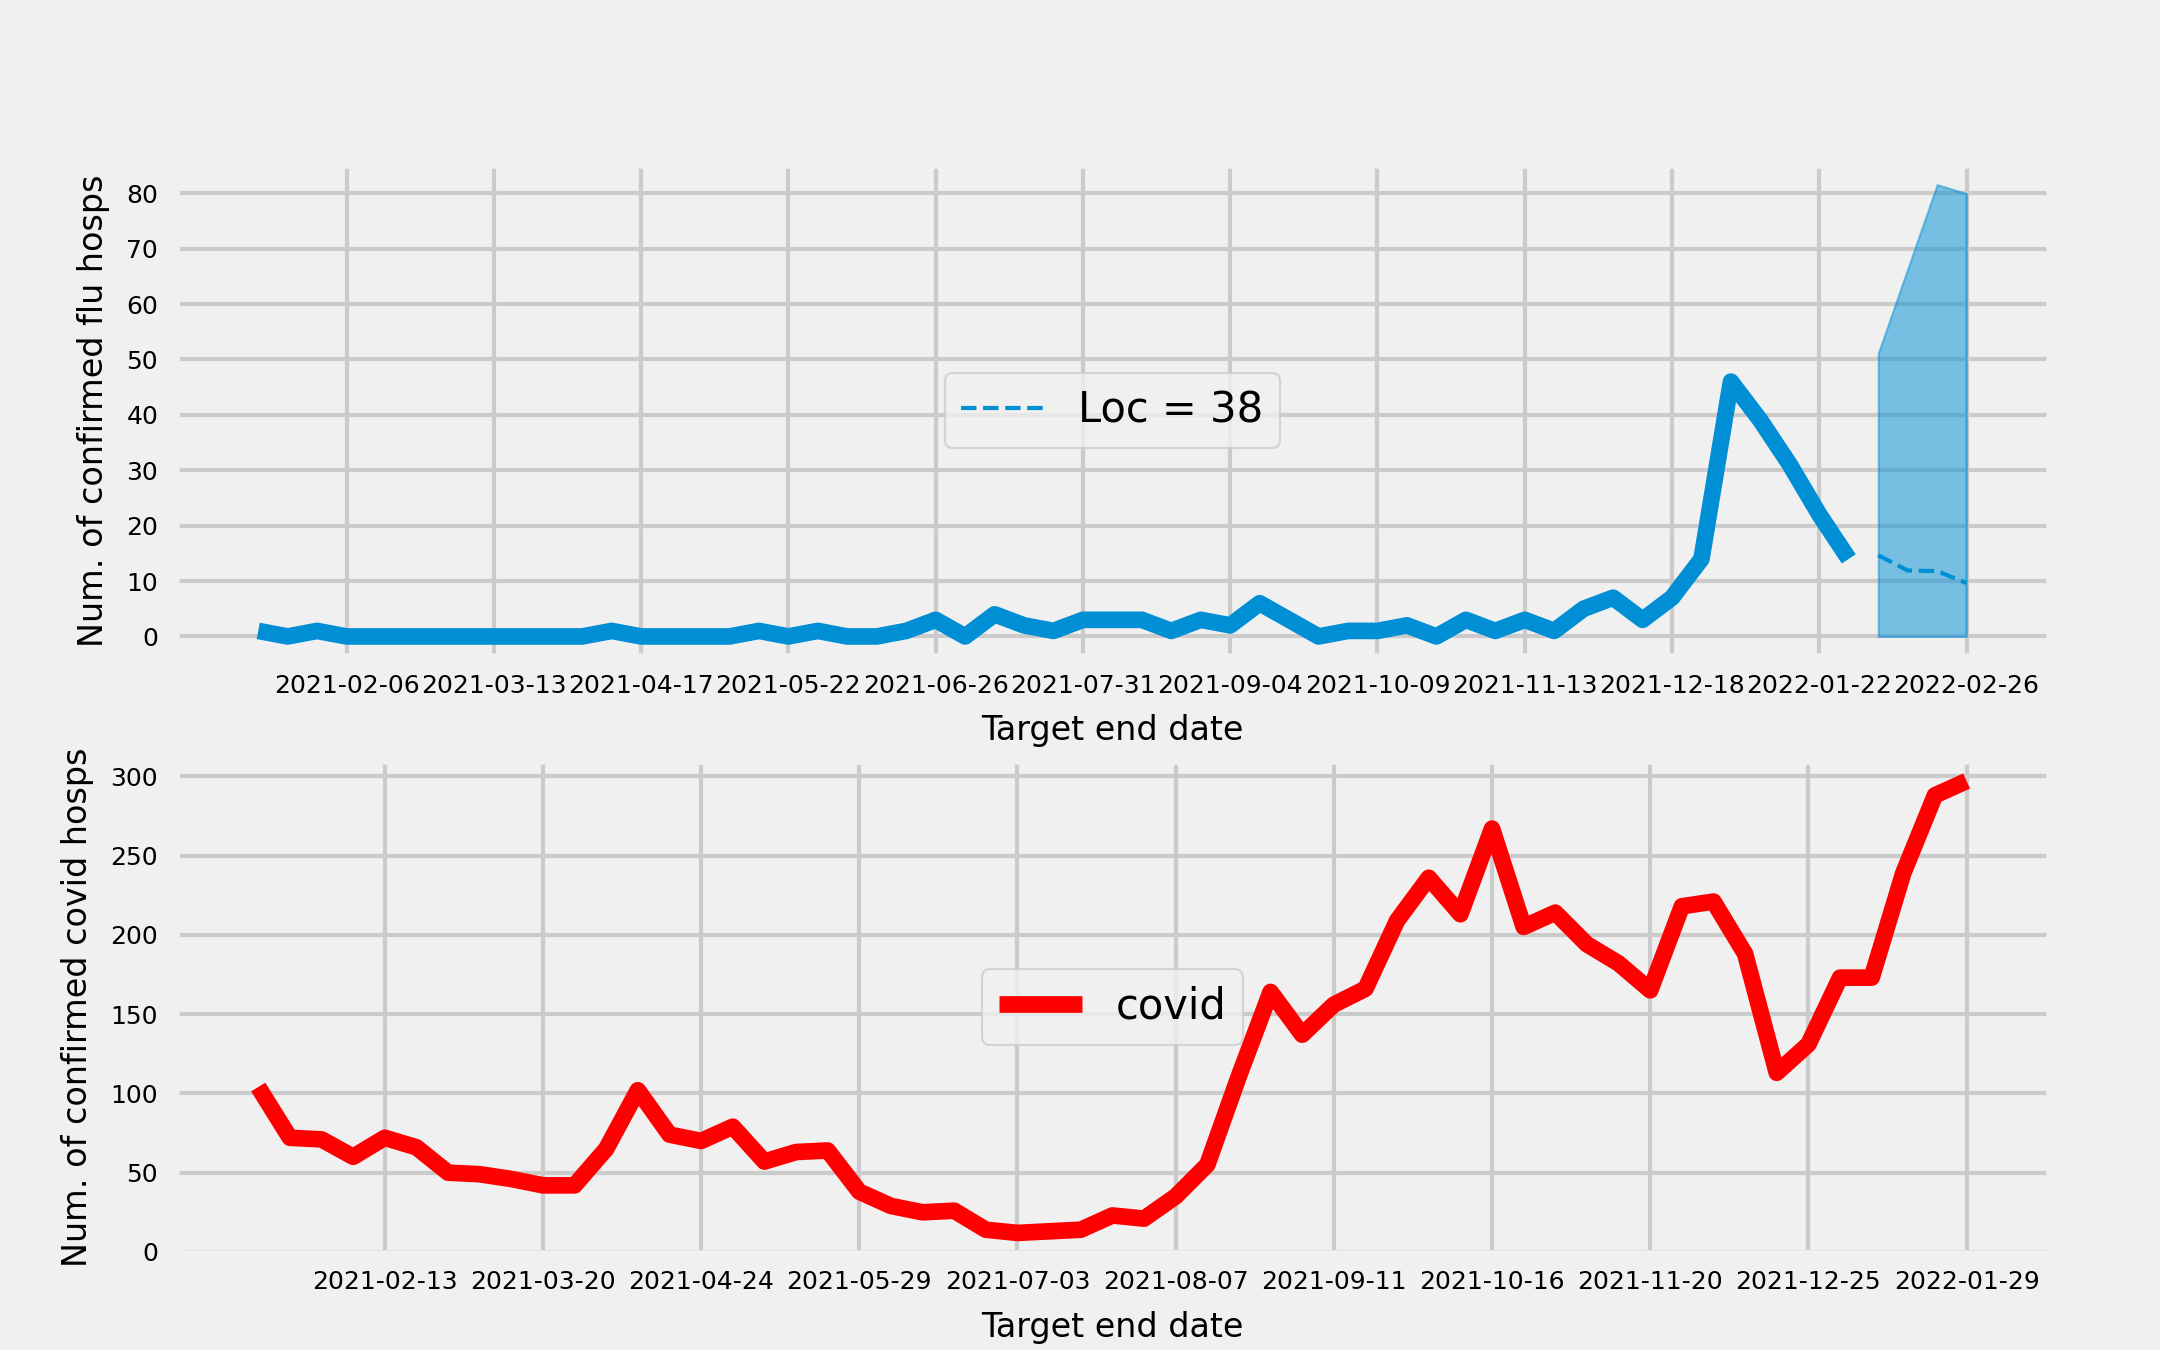 Num. of confirmed flu hosps
80
70
60
50
40
30
20
10
0
Loc = 38
2021-02-06 2021-03-13 2021-04-17 2021-05-22 2021-06-26 2021-07-31 2021-09-04 2021-10-09 2021-11-13 2021-12-18 2022-01-22 2022-02-26
Target end date
Num. of confirmed covid hosps
300
250
200
150
100
50
0
covid
2021-02-13 2021-03-20 2021-04-24 2021-05-29 2021-07-03 2021-08-07 2021-09-11 2021-10-16 2021-11-20 2021-12-25 2022-01-29
Target end date